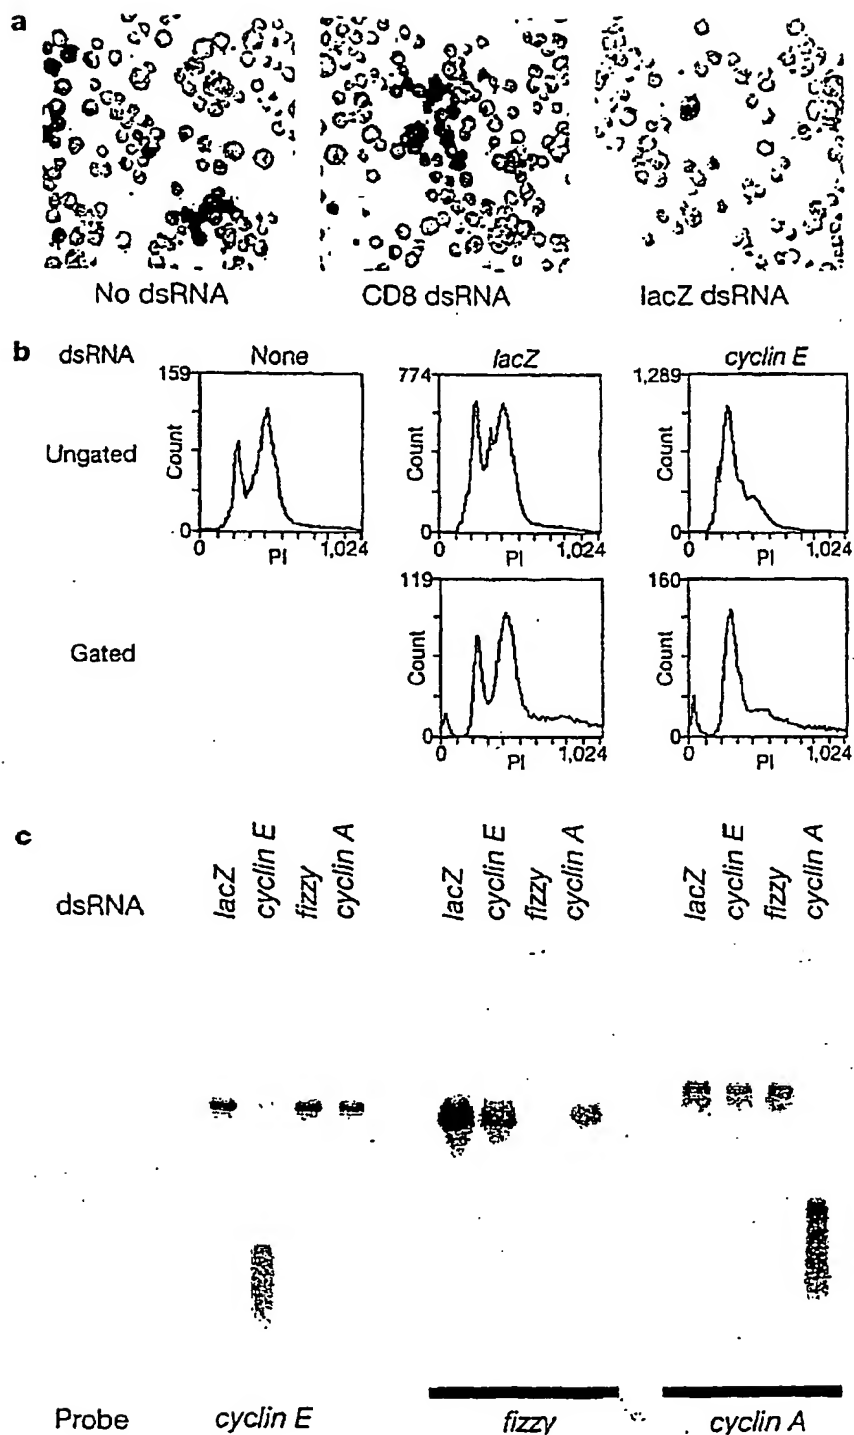 a
No dsRNA CD8 dsRNA lacZ dsRNA
b dsRNA None lacZ cyclin E
159 774 1,289
Ungated Count Count Count
0 0 0
0 1,024 0 1,024 0 1,024
PI PI PI
119 160
Gated Count Count
0 0
0 1,024 0 1,024
PI PI
c
dsRNA lacZ cyclin E fizzy cyclin A lacZ cyclin E fizzy cyclin A lacZ cyclin E fizzy cyclin A
Probe cyclin E fizzy cyclin A